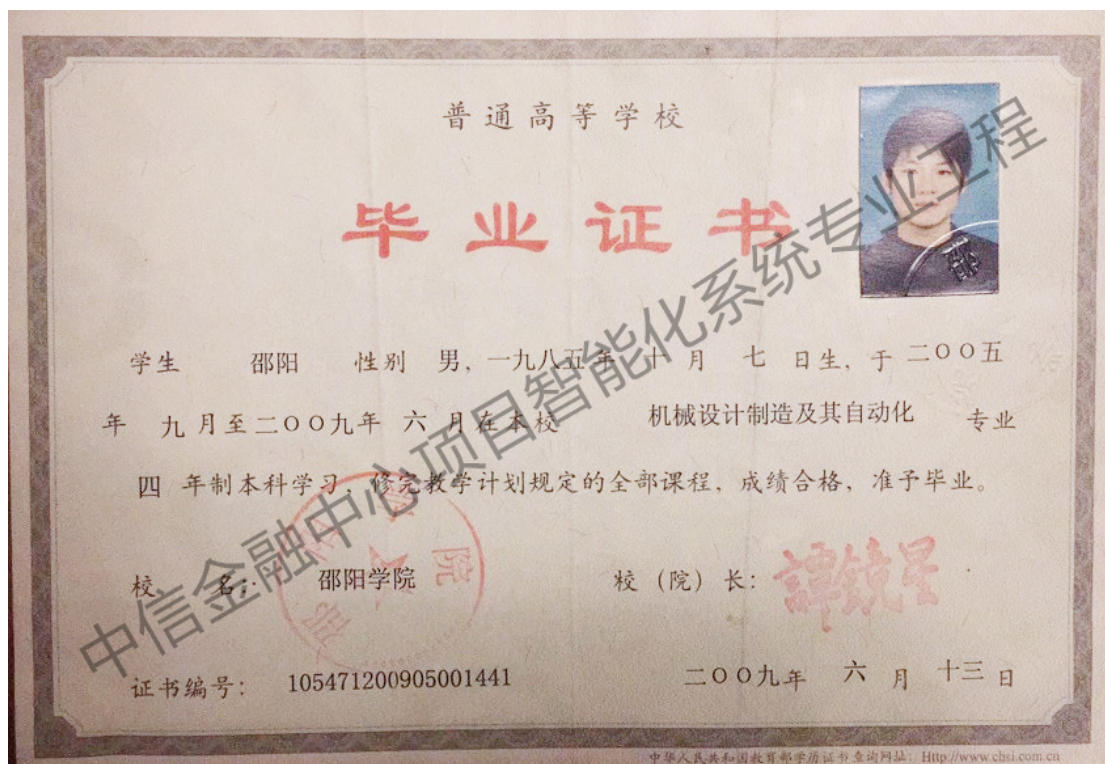 普通高等学校
毕业证书
学生 邵阳 性别 男，一九八五年 十 月 七 日生，于 二〇〇五
年 九 月至二〇〇九年 六 月在本校 机械设计制造及其自动化 专业
四 年制本科学习 修完教学计划规定的全部课程，成绩合格，准予毕业。
校 名： 邵阳学院 校（院）长： 譚鏡星
证书编号： 105471200905001441 二〇〇九年 六 月 十三 日
中华人民共和国教育部学历证书查询网址：Http://www.chsi.com.cn
中信金融中心项目智能化系统专业工程